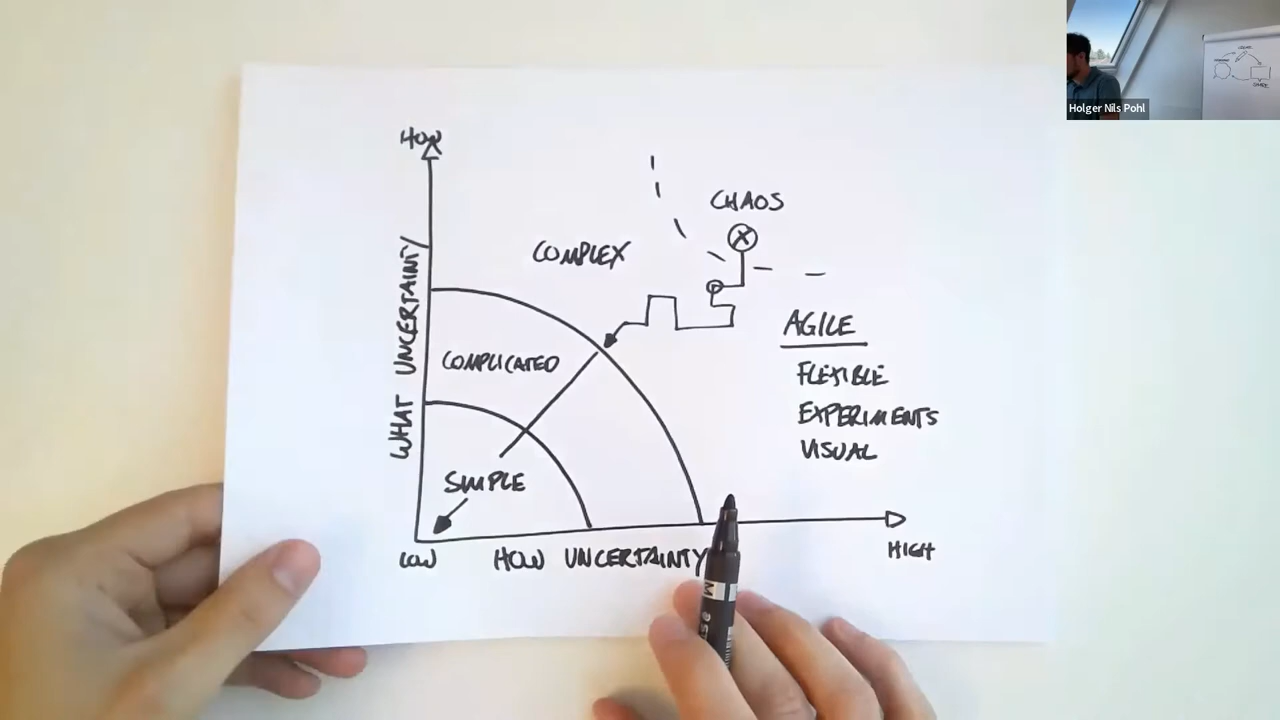 HOW
WHAT UNCERTAINTY
CHAOS
COMPLEX
AGILE
FLEXIBLE
EXPERIMENTS
VISUAL
COMPLICATED
SIMPLE
LOW
HOW UNCERTAINTY
HIGH
Holger Nils Pohl